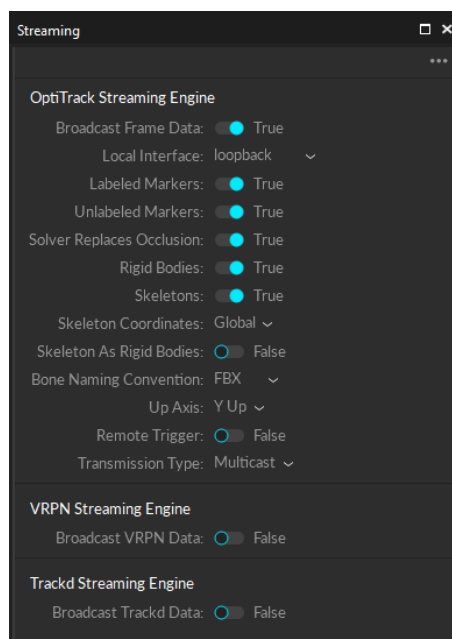 Streaming
OptiTrack Streaming Engine
Broadcast Frame Data: True
Local Interface: loopback
Labeled Markers: True
Unlabeled Markers: True
Solver Replaces Occlusion: True
Rigid Bodies: True
Skeletons: True
Skeleton Coordinates: Global
Skeleton As Rigid Bodies: False
Bone Naming Convention: FBX
Up Axis: Y Up
Remote Trigger: False
Transmission Type: Multicast
VRPN Streaming Engine
Broadcast VRPN Data: False
Trackd Streaming Engine
Broadcast Trackd Data: False